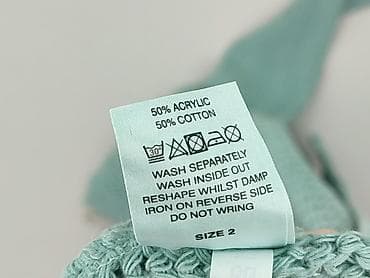 50% ACRYLIC
50% COTTON
30°
WASH SEPARATELY
WASH INSIDE OUT
RESHAPE WHILST DAMP
IRON ON REVERSE SIDE
DO NOT WRING
SIZE 2